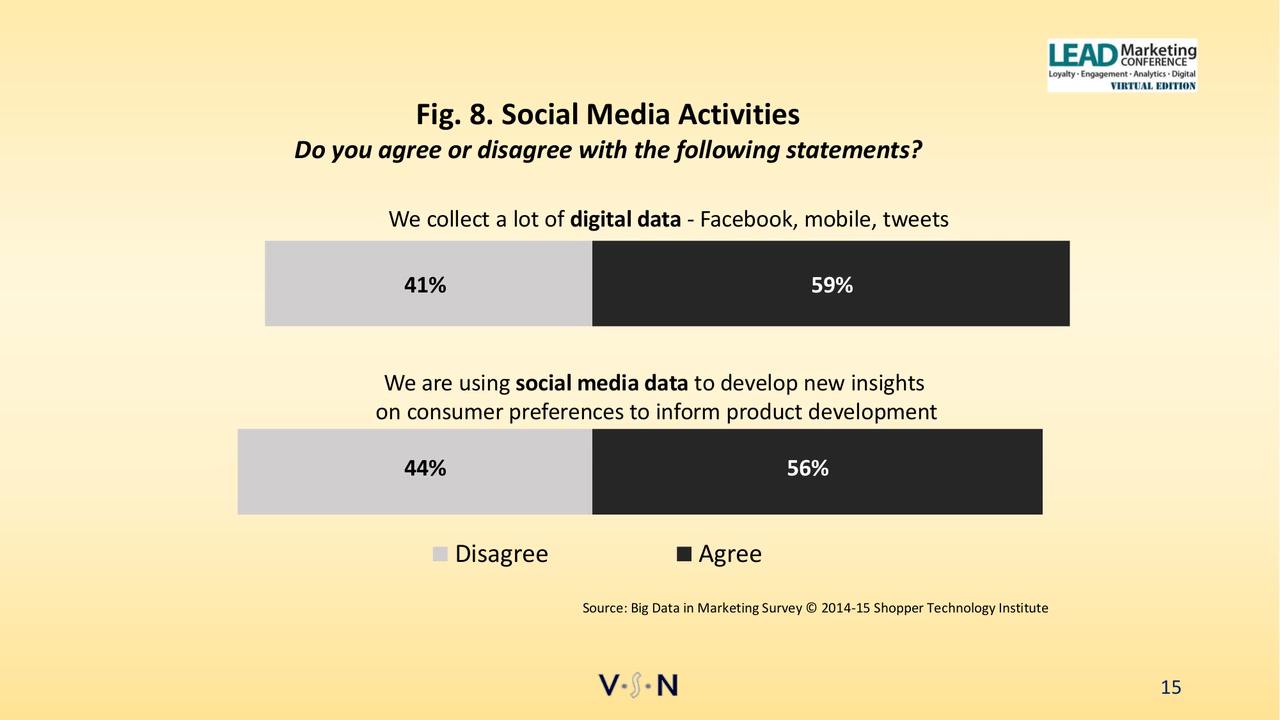 LEAD Marketing
CONFERENCE
Loyalty • Engagement • Analytics • Digital
VIRTUAL EDITION
Fig. 8. Social Media Activities
Do you agree or disagree with the following statements?
We collect a lot of digital data - Facebook, mobile, tweets
41% 59%
We are using social media data to develop new insights
on consumer preferences to inform product development
44% 56%
Disagree Agree
Source: Big Data in Marketing Survey © 2014-15 Shopper Technology Institute
V•S•N
15